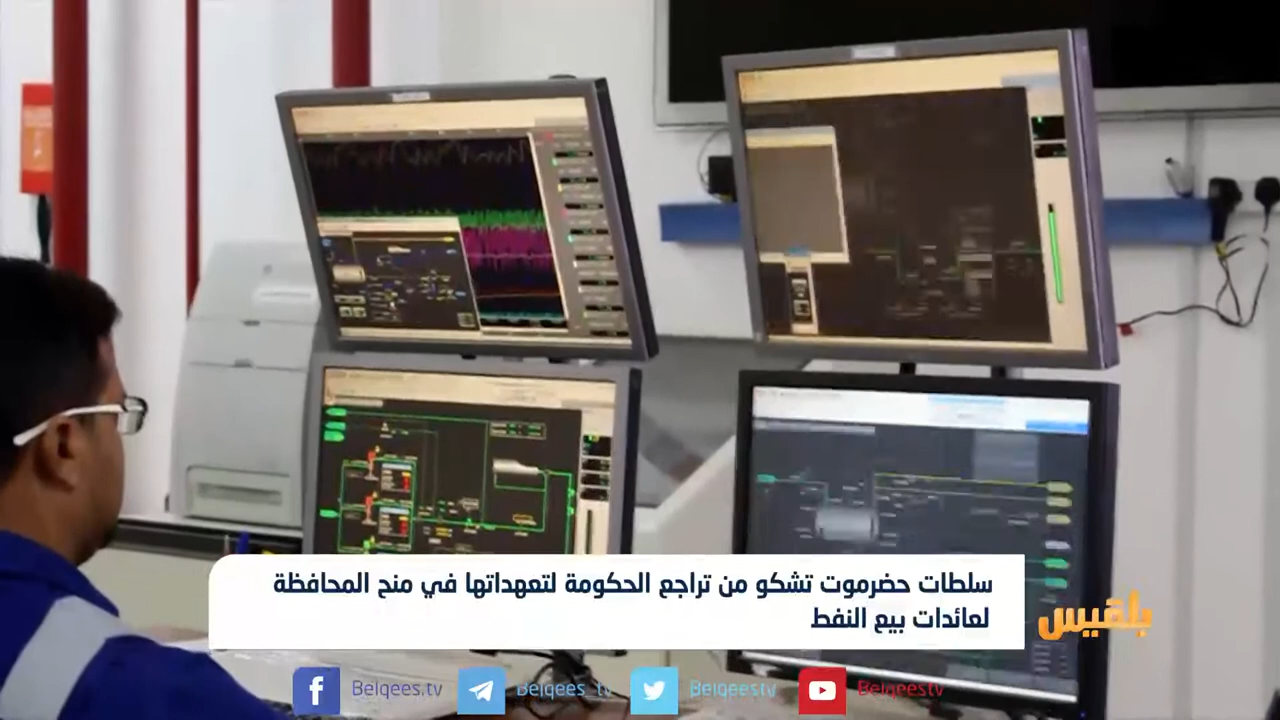 سلطات حضرموت تشكو من تراجع الحكومة لتعهداتها في منح المحافظة
لعائدات بيع النفط
بلقيس
Belqees.tv
Belqees_tv
Belqeestv
Belqeestv